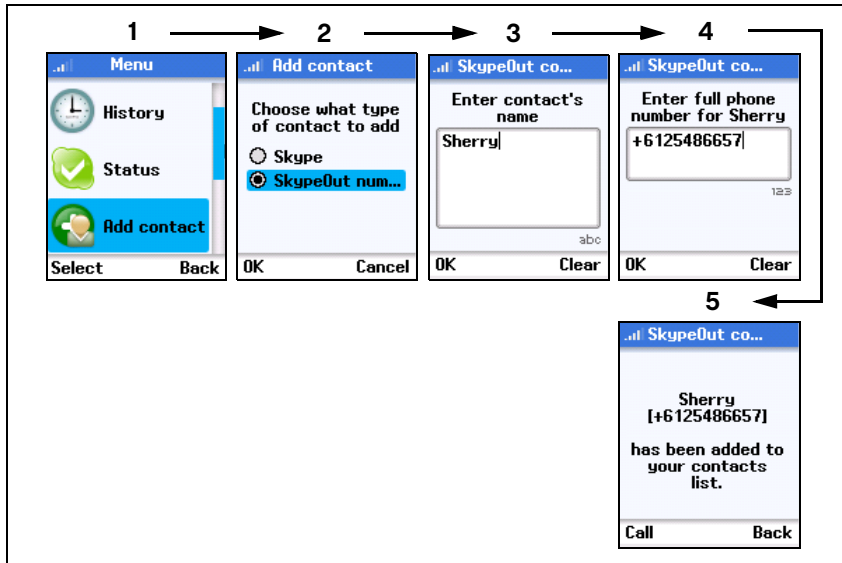 1
2
3
4
Menu
History
Status
Add contact
Select Back
Add contact
Choose what type
of contact to add
Skype
SkypeOut num...
OK Cancel
SkypeOut co...
Enter contact's
name
Sherry
abc
OK Clear
SkypeOut co...
Enter full phone
number for Sherry
+6125486657
123
OK Clear
5
SkypeOut co...
Sherry
[+6125486657]
has been added to
your contacts
list.
Call Back